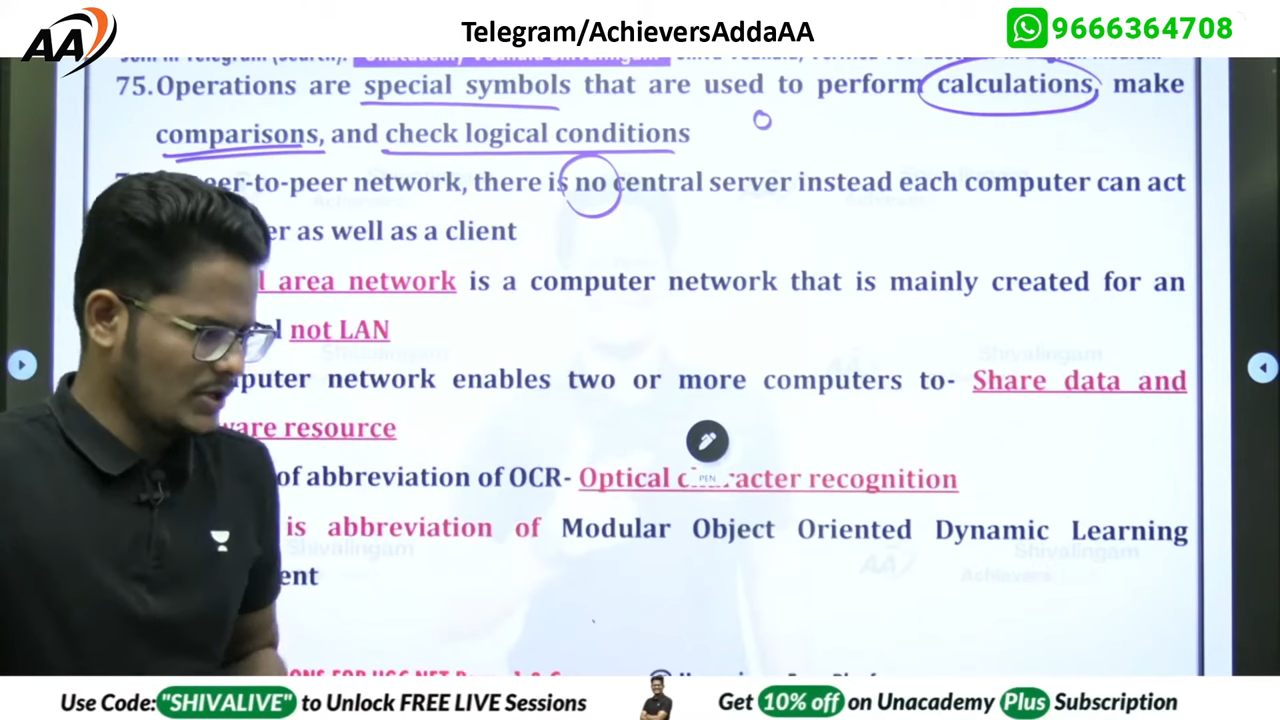 AA
Telegram/AchieversAddaAA
9666364708
75. Operations are special symbols that are used to perform calculations, make
comparisons, and check logical conditions
peer-to-peer network, there is no central server instead each computer can act
er as well as a client
area network is a computer network that is mainly created for an
not LAN
puter network enables two or more computers to- Share data and
ware resource
PEN
of abbreviation of OCR- Optical character recognition
is abbreviation of Modular Object Oriented Dynamic Learning
ent
Use Code: "SHIVALIVE" to Unlock FREE LIVE Sessions
Get 10% off on Unacademy Plus Subscription